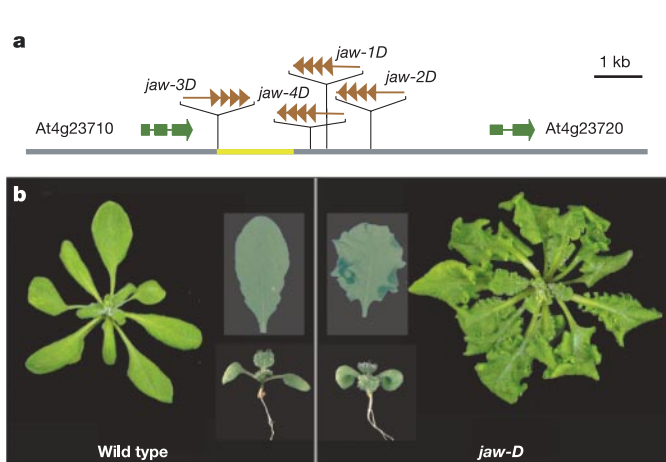 a
jaw-1D
1 kb
jaw-3D
jaw-4D
jaw-2D
At4g23710
At4g23720
b
Wild type
jaw-D